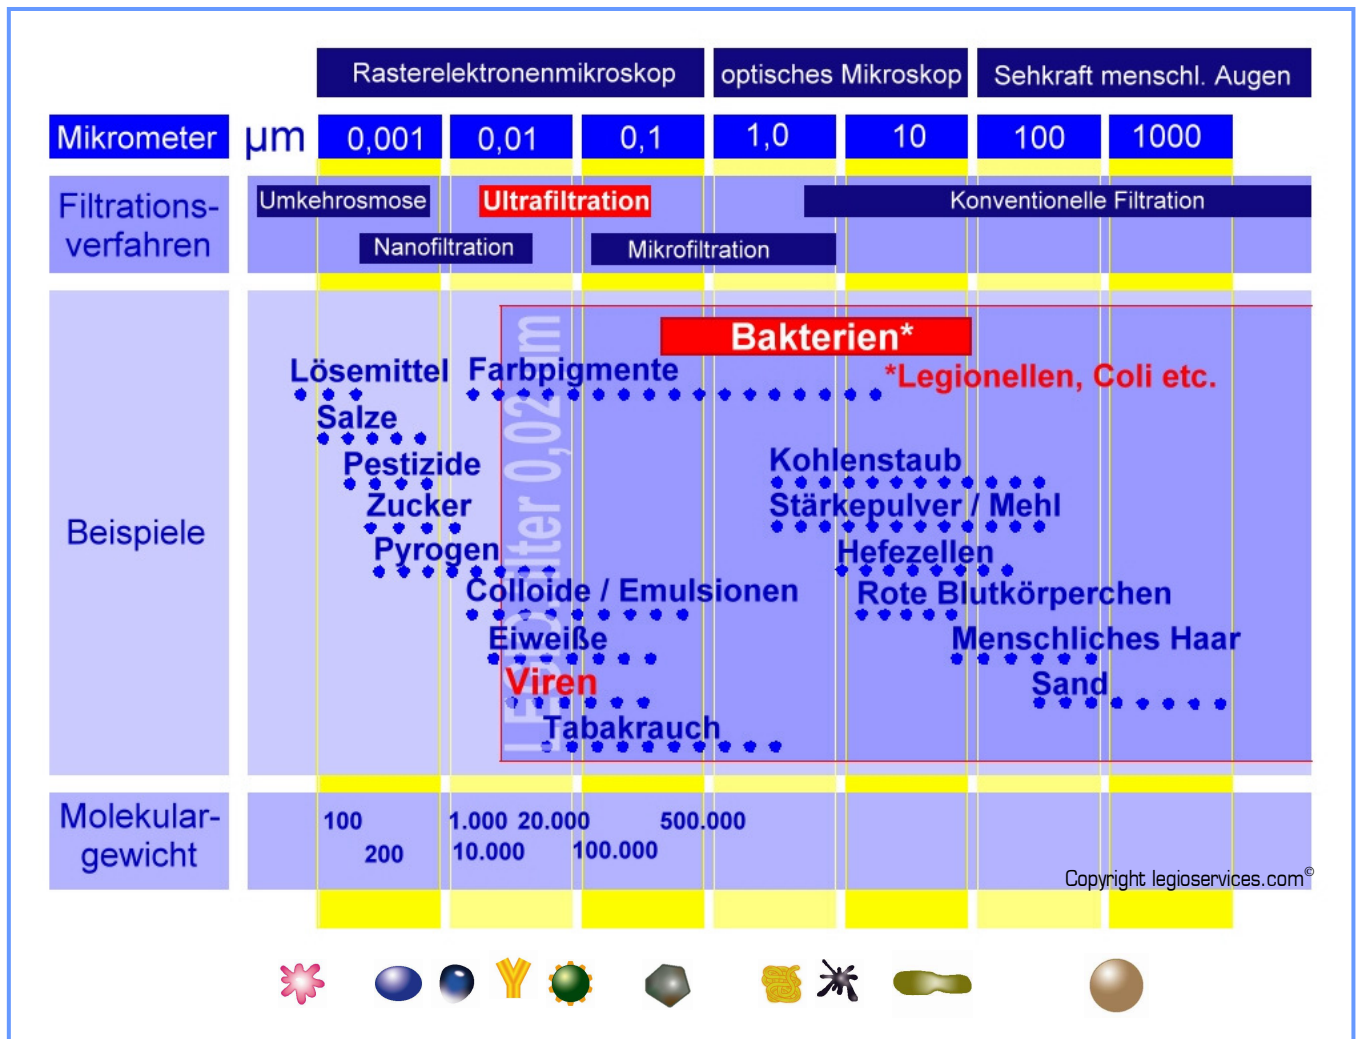 Rasterelektronenmikroskop optisches Mikroskop Sehkraft menschl. Augen
Mikrometer µm 0,001 0,01 0,1 1,0 10 100 1000
Filtrations-
verfahren
Umkehrosmose Ultrafiltration Konventionelle Filtration
Nanofiltration Mikrofiltration
Beispiele
Bakterien*
Lösemittel Farbpigmente *Legionellen, Coli etc.
Salze
Pestizide Kohlenstaub
Zucker Stärkepulver / Mehl
Pyrogen Hefezellen
Colloide / Emulsionen Rote Blutkörperchen
Eiweiße Menschliches Haar
Viren Sand
Tabakrauch
filter 0,02
Molekular-
gewicht
100 1.000 20.000 500.000
200 10.000 100.000
Copyright legioservices.com©